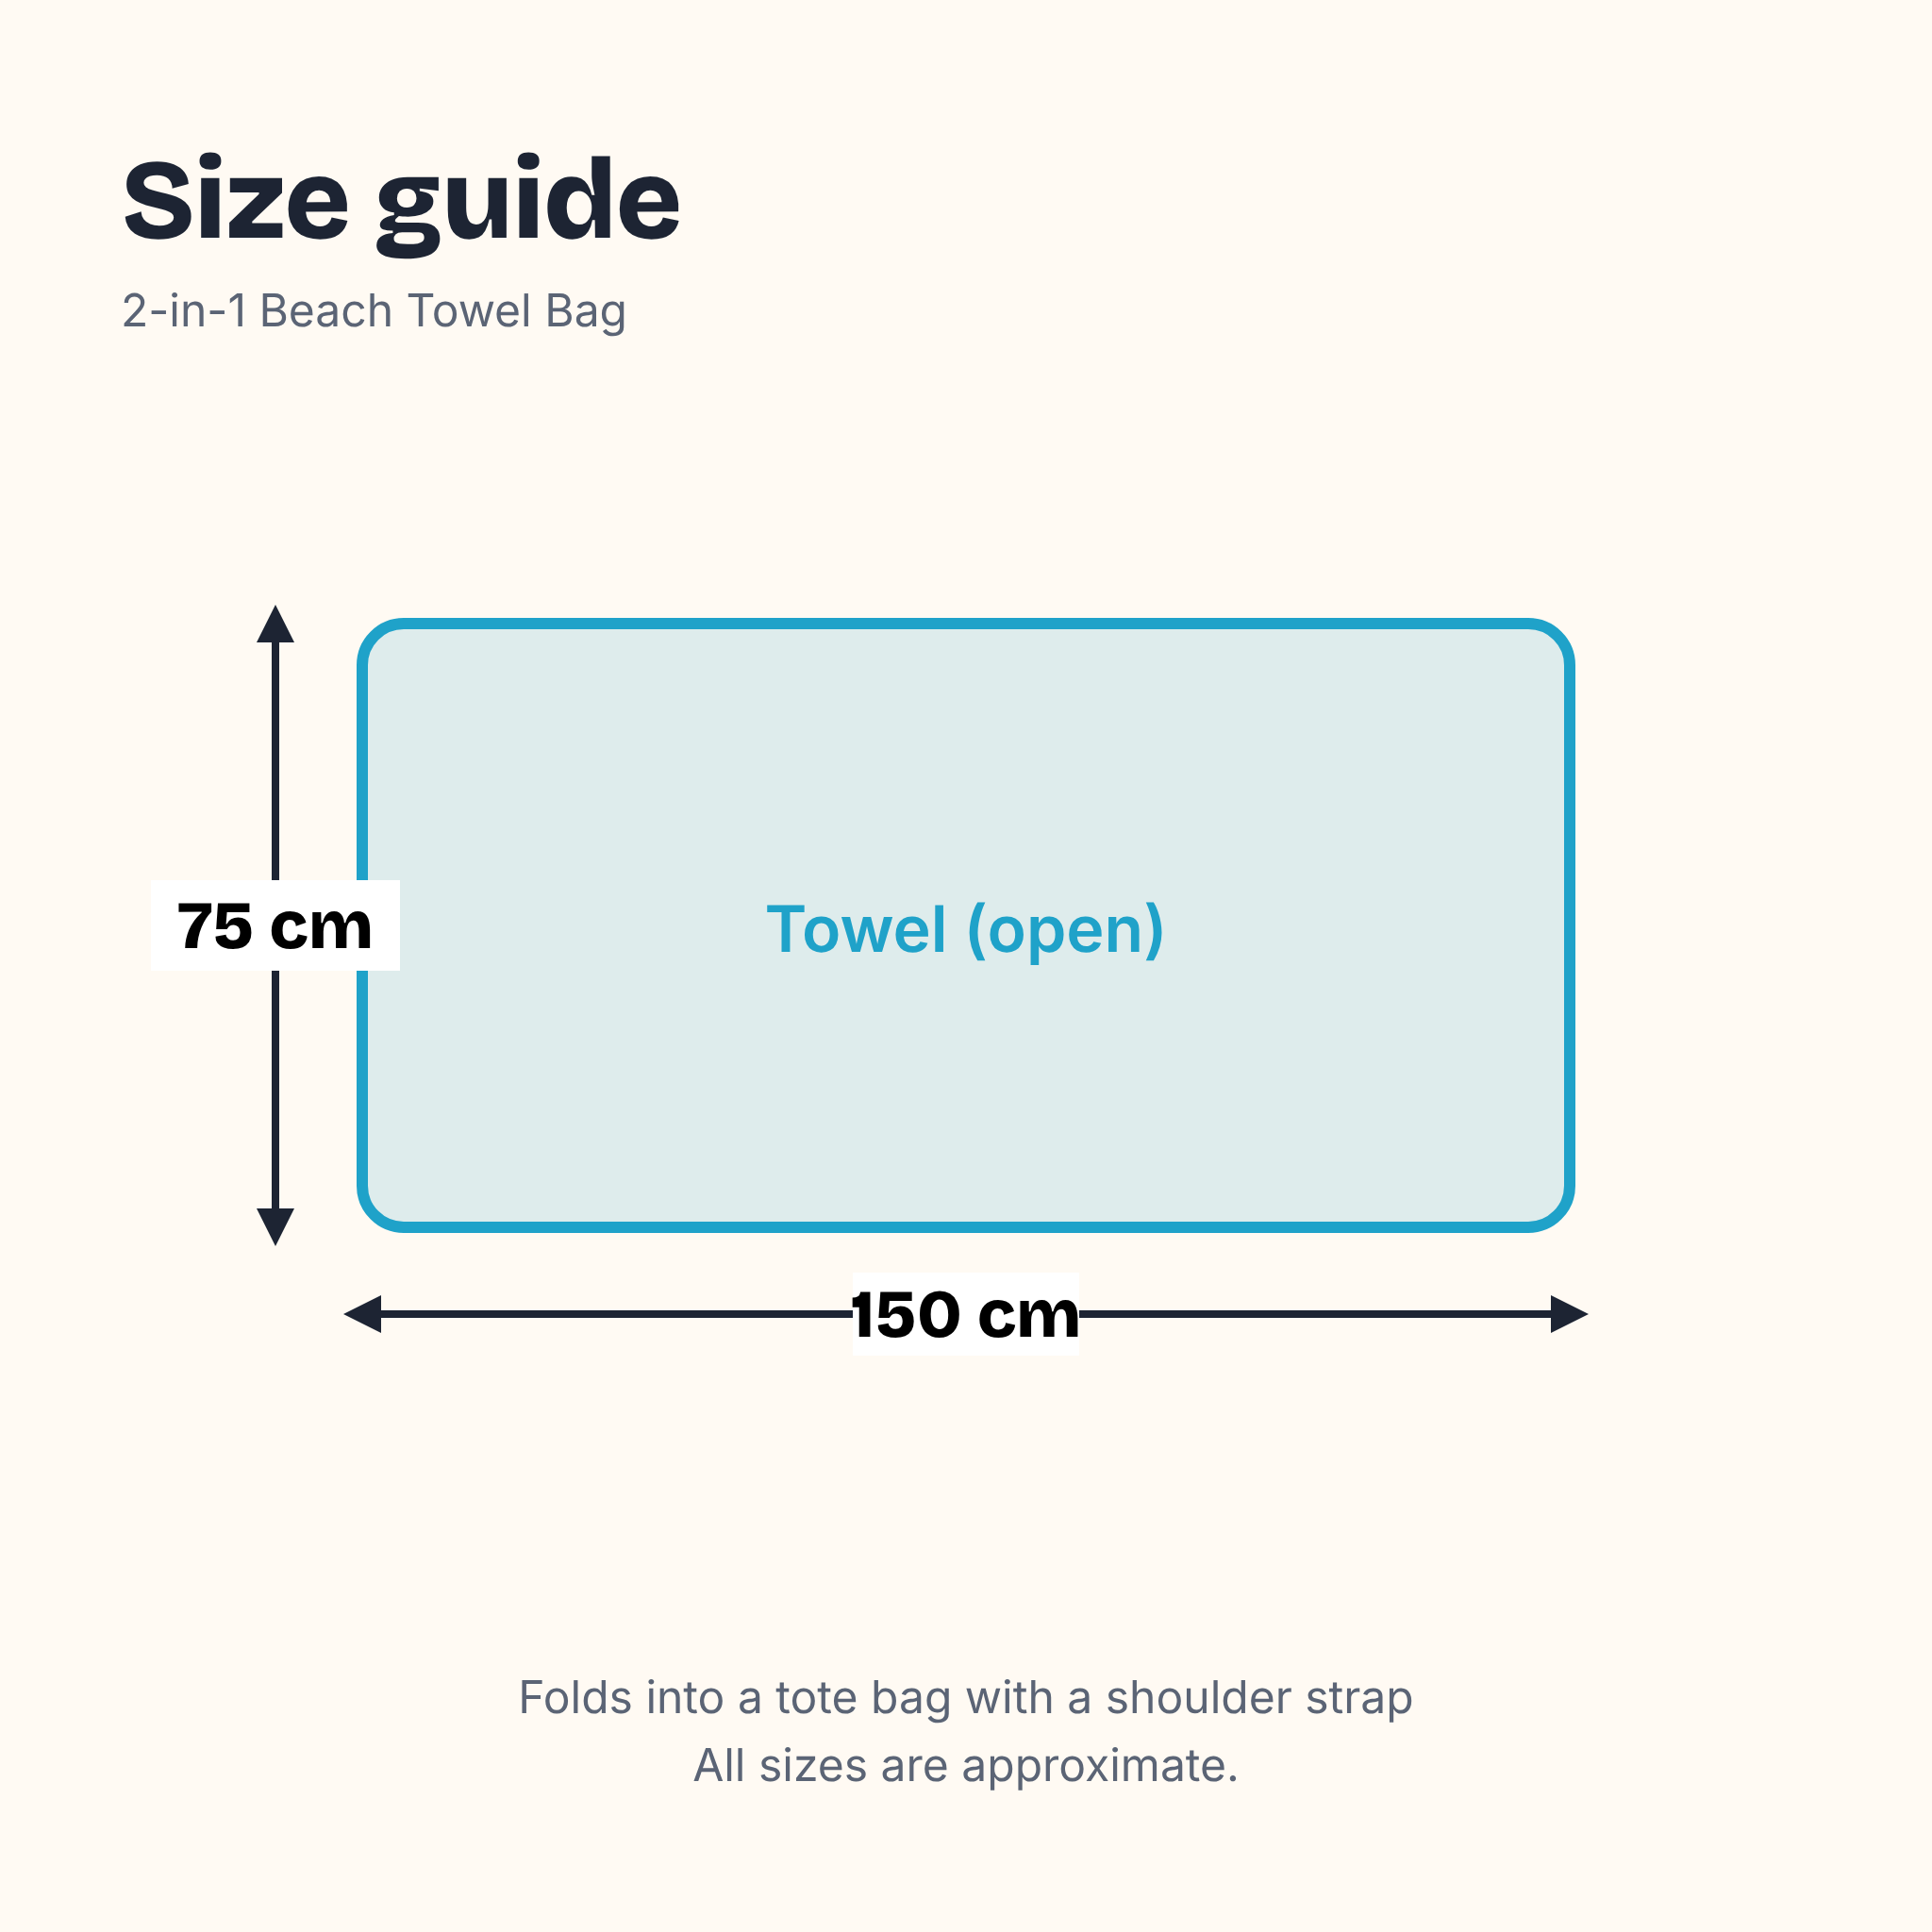 Size guide
2-in-1 Beach Towel Bag
75 cm
Towel (open)
150 cm
Folds into a tote bag with a shoulder strap
All sizes are approximate.